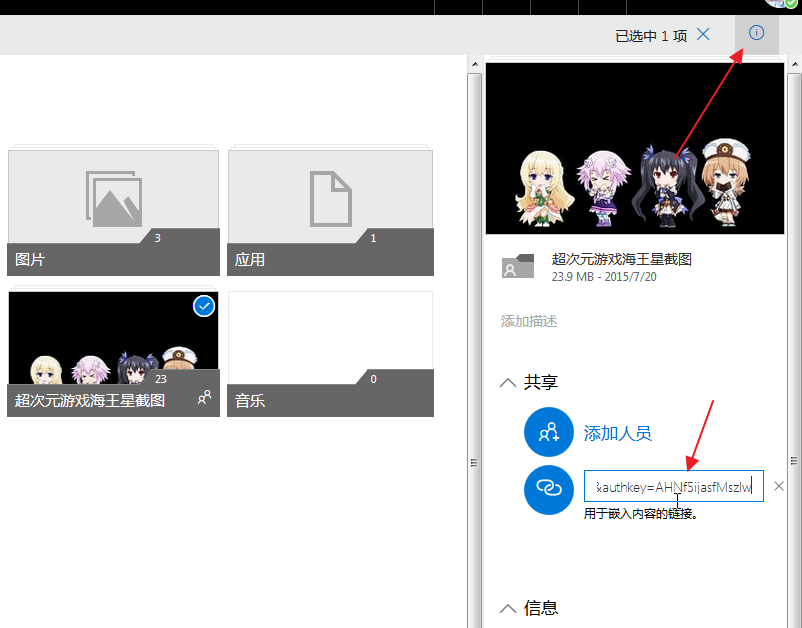 已选中 1 项
3
图片
1
应用
23
超次元游戏海王星截图
0
音乐
超次元游戏海王星截图
23.9 MB - 2015/7/20
添加描述
共享
添加人员
&authkey=AHNf5ijasfMszIw
用于嵌入内容的链接。
信息